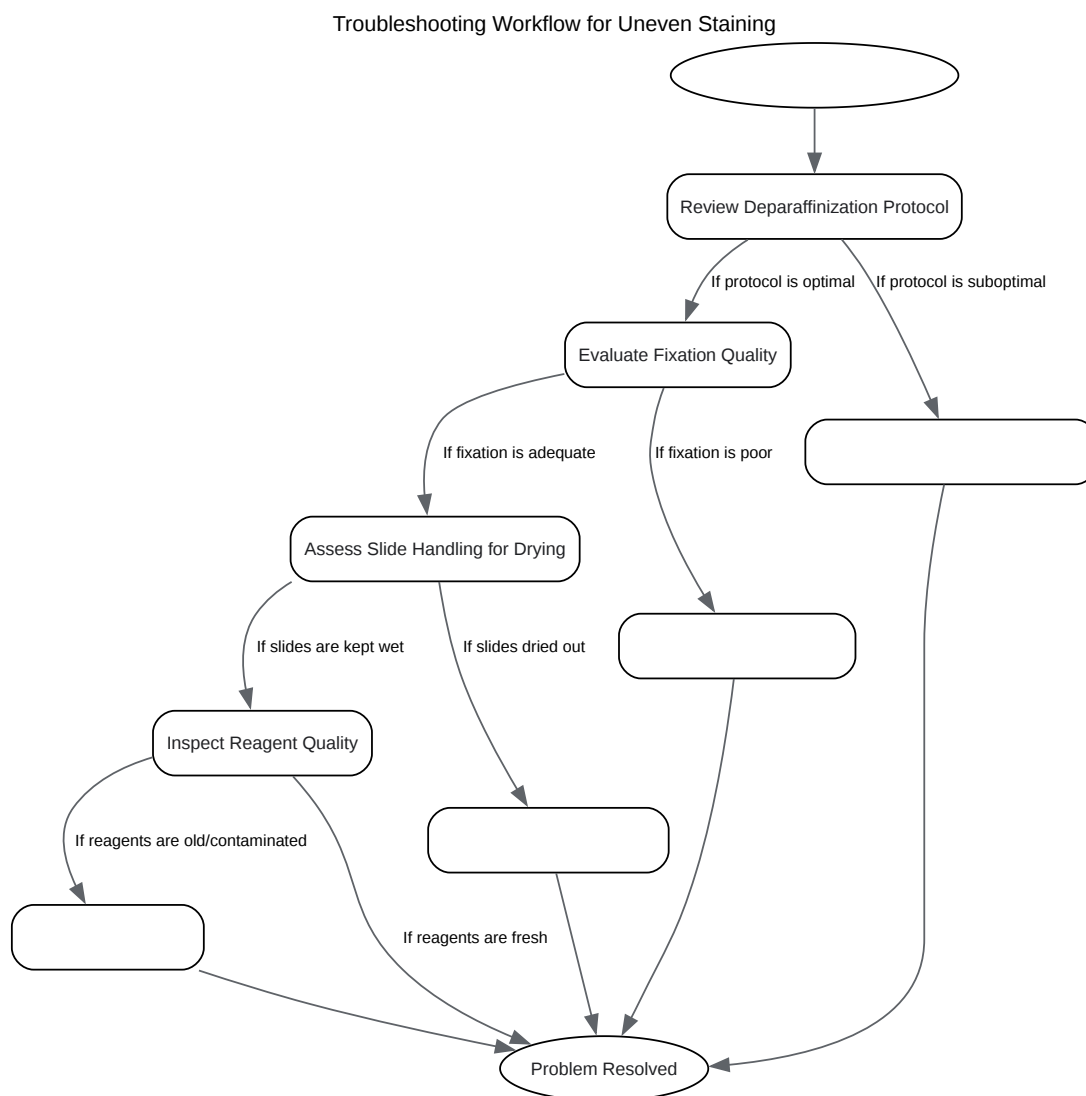 Troubleshooting Workflow for Uneven Staining
Review Deparaffinization Protocol
If protocol is optimal
If protocol is suboptimal
Evaluate Fixation Quality
If fixation is adequate
If fixation is poor
Assess Slide Handling for Drying
If slides are kept wet
If slides dried out
Inspect Reagent Quality
If reagents are old/contaminated
If reagents are fresh
Problem Resolved